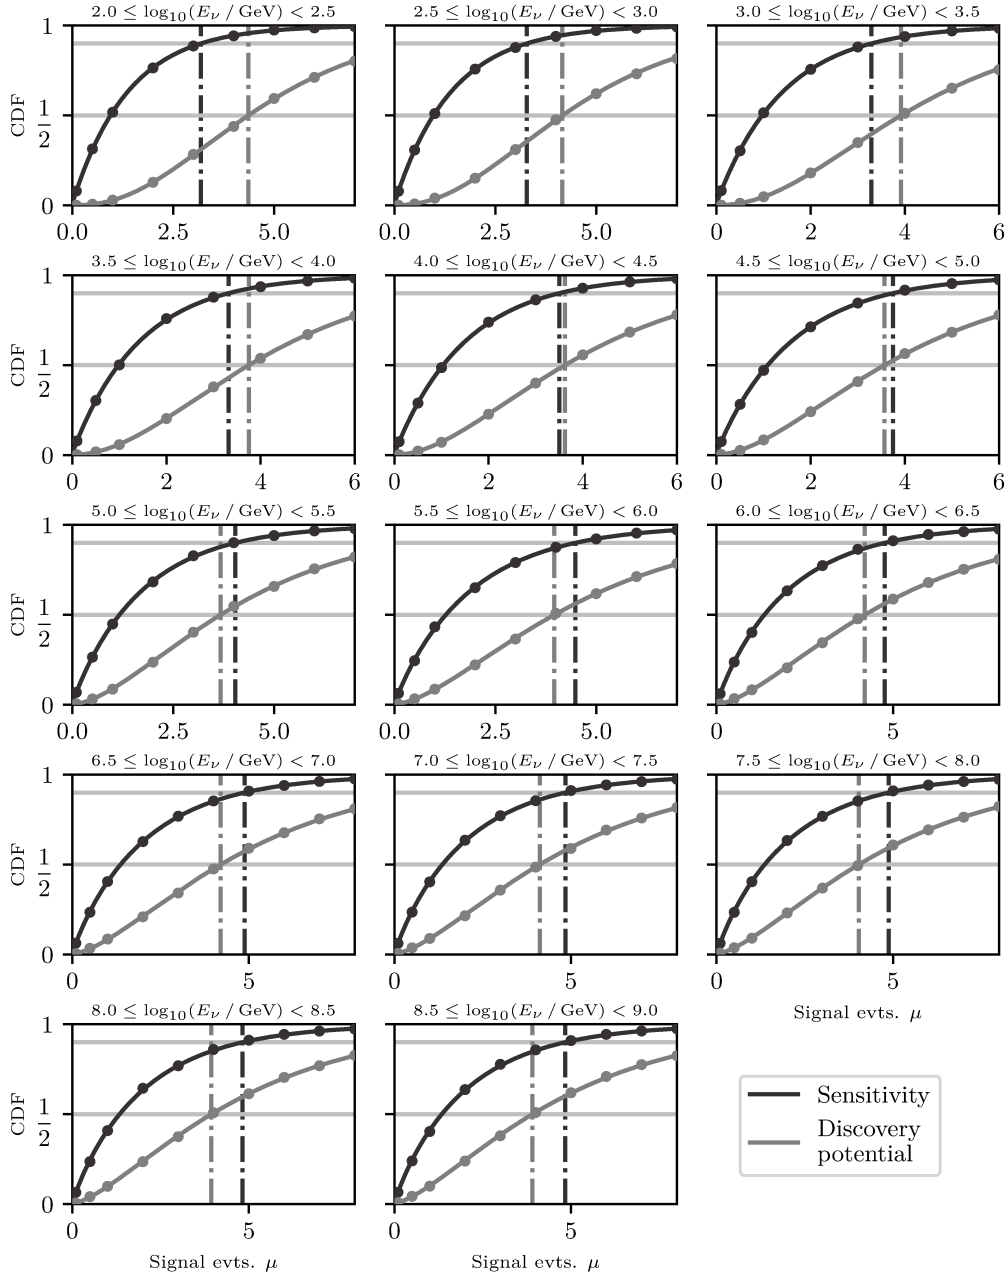 2.0 ≤ log₁₀(Eν / GeV) < 2.5
2.5 ≤ log₁₀(Eν / GeV) < 3.0
3.0 ≤ log₁₀(Eν / GeV) < 3.5
CDF
1
1/2
0
0.0 2.5 5.0
0.0 2.5 5.0
2 4 6
3.5 ≤ log₁₀(Eν / GeV) < 4.0
4.0 ≤ log₁₀(Eν / GeV) < 4.5
4.5 ≤ log₁₀(Eν / GeV) < 5.0
CDF
1
1/2
0
0 2 4 6
0 2 4 6
0 2 4 6
5.0 ≤ log₁₀(Eν / GeV) < 5.5
5.5 ≤ log₁₀(Eν / GeV) < 6.0
6.0 ≤ log₁₀(Eν / GeV) < 6.5
CDF
1
1/2
0
0.0 2.5 5.0
0.0 2.5 5.0
0 5
6.5 ≤ log₁₀(Eν / GeV) < 7.0
7.0 ≤ log₁₀(Eν / GeV) < 7.5
7.5 ≤ log₁₀(Eν / GeV) < 8.0
CDF
1
1/2
0
0 5
0 5
0 5
Signal evts. μ
8.0 ≤ log₁₀(Eν / GeV) < 8.5
8.5 ≤ log₁₀(Eν / GeV) < 9.0
CDF
1
1/2
0
0 5
0 5
Signal evts. μ
Signal evts. μ
Sensitivity
Discovery
potential